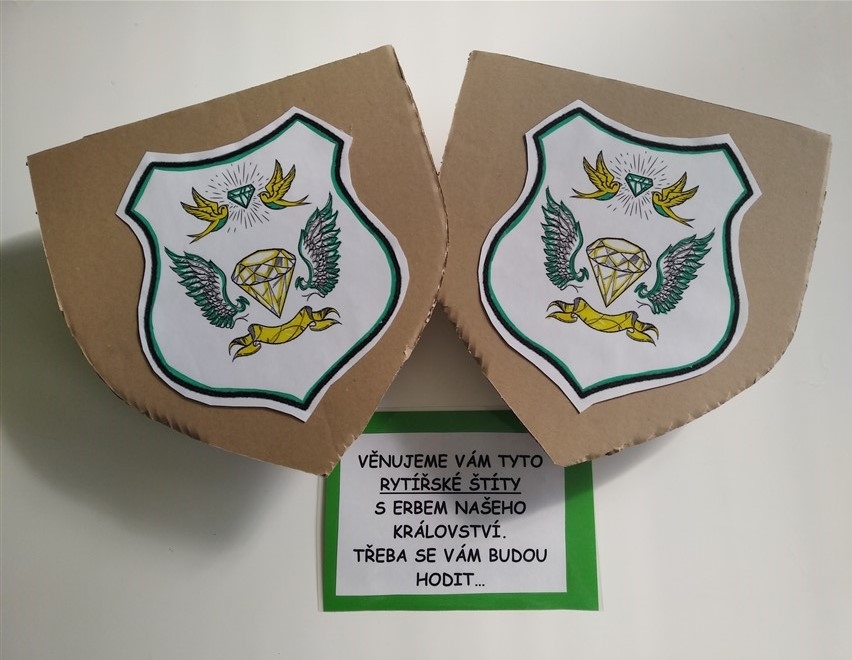 VĚNUJEME VÁM TYTO
RYTÍŘSKÉ ŠTÍTY
S ERBEM NAŠEHO
KRÁLOVSTVÍ.
TŘEBA SE VÁM BUDOU
HODIT...